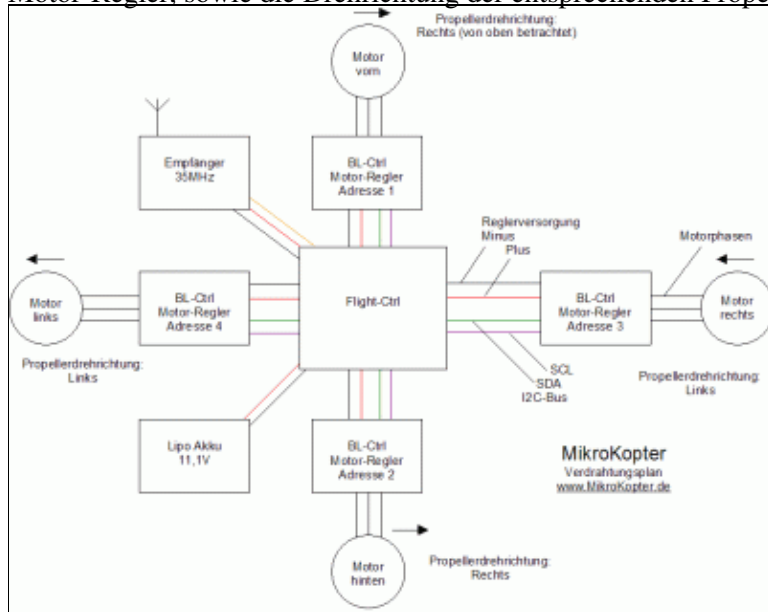 Motor-Regler, sowie die Drehrichtung der entsprechenden
Propellerdrehrichtung:
Rechts (von oben betrachtet)
Motor
vorn
Empfänger
35MHz
BL-Ctrl
Motor-Regler
Adresse 1
Reglerversorgung
Minus
Plus
Motorphasen
Motor
links
BL-Ctrl
Motor-Regler
Adresse 4
Flight-Ctrl
BL-Ctrl
Motor-Regler
Adresse 3
Motor
rechts
Propellerdrehrichtung:
Links
SCL
SDA
I2C-Bus
Propellerdrehrichtung:
Links
Lipo Akku
11,1V
BL-Ctrl
Motor-Regler
Adresse 2
MikroKopter
Verdrahtungsplan
www.MikroKopter.de
Motor
hinten
Propellerdrehrichtung:
Rechts